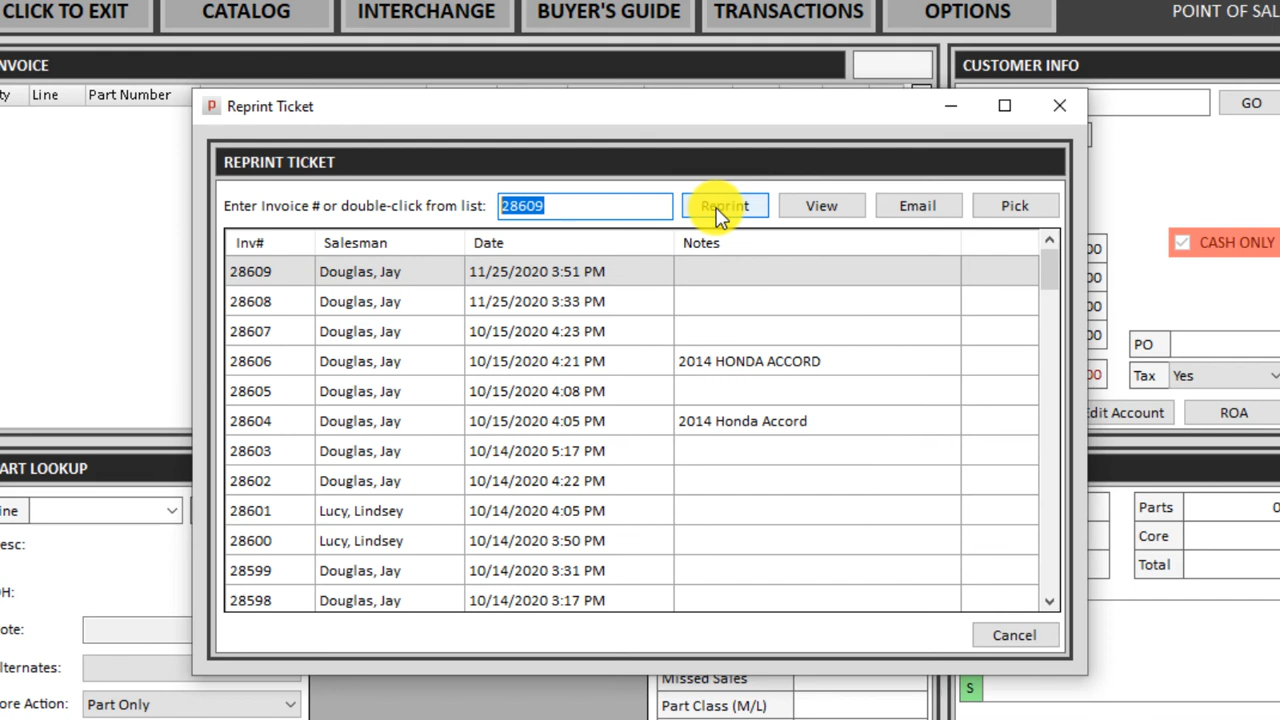 CLICK TO EXIT CATALOG INTERCHANGE BUYER'S GUIDE TRANSACTIONS OPTIONS POINT OF SAL
NVOICE CUSTOMER INFO
ty Line Part Number
GO
Reprint Ticket
REPRINT TICKET
Enter Invoice # or double-click from list: 28609 Reprint View Email Pick
Inv# Salesman Date Notes
28609 Douglas, Jay 11/25/2020 3:51 PM
28608 Douglas, Jay 11/25/2020 3:33 PM
28607 Douglas, Jay 10/15/2020 4:23 PM
28606 Douglas, Jay 10/15/2020 4:21 PM 2014 HONDA ACCORD
28605 Douglas, Jay 10/15/2020 4:08 PM
28604 Douglas, Jay 10/15/2020 4:05 PM 2014 Honda Accord
28603 Douglas, Jay 10/14/2020 5:17 PM
28602 Douglas, Jay 10/14/2020 4:22 PM
28601 Lucy, Lindsey 10/14/2020 4:05 PM
28600 Lucy, Lindsey 10/14/2020 3:50 PM
28599 Douglas, Jay 10/14/2020 3:31 PM
28598 Douglas, Jay 10/14/2020 3:17 PM
Cancel
00 CASH ONLY
00
00
00 PO
00 Tax Yes
Edit Account ROA
ART LOOKUP
ine
esc:
OH:
ote:
lternates:
ore Action: Part Only
Parts 0
Core
Total
Missed Sales
Part Class (M/L)
S